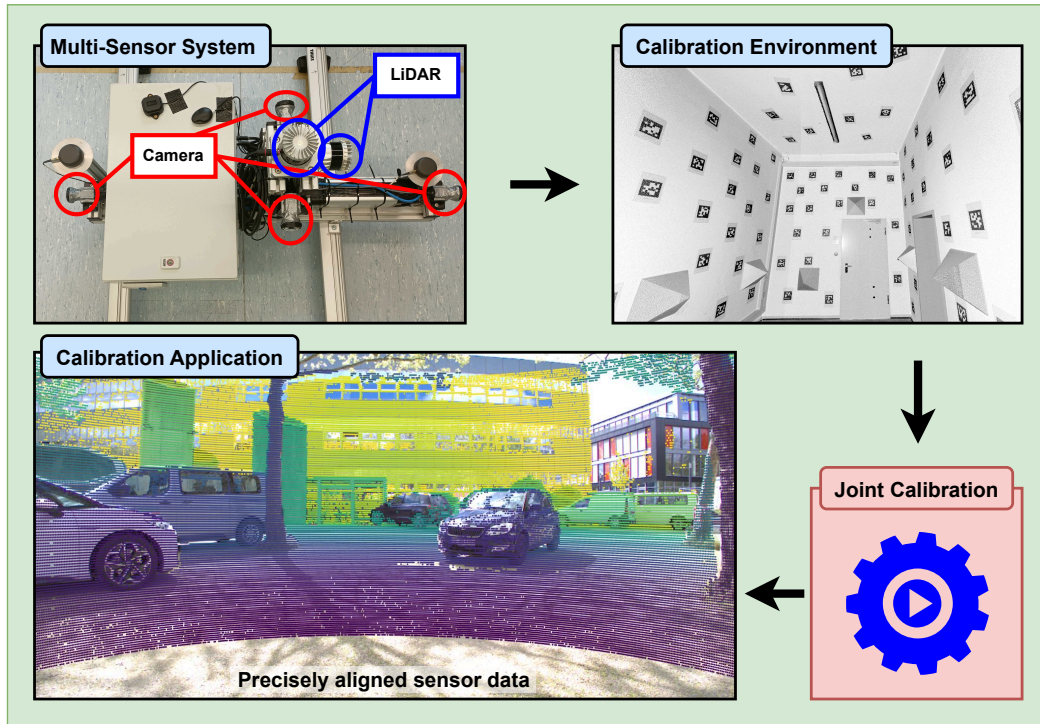 Multi-Sensor System
LiDAR
Camera
Calibration Environment
Calibration Application
Precisely aligned sensor data
Joint Calibration